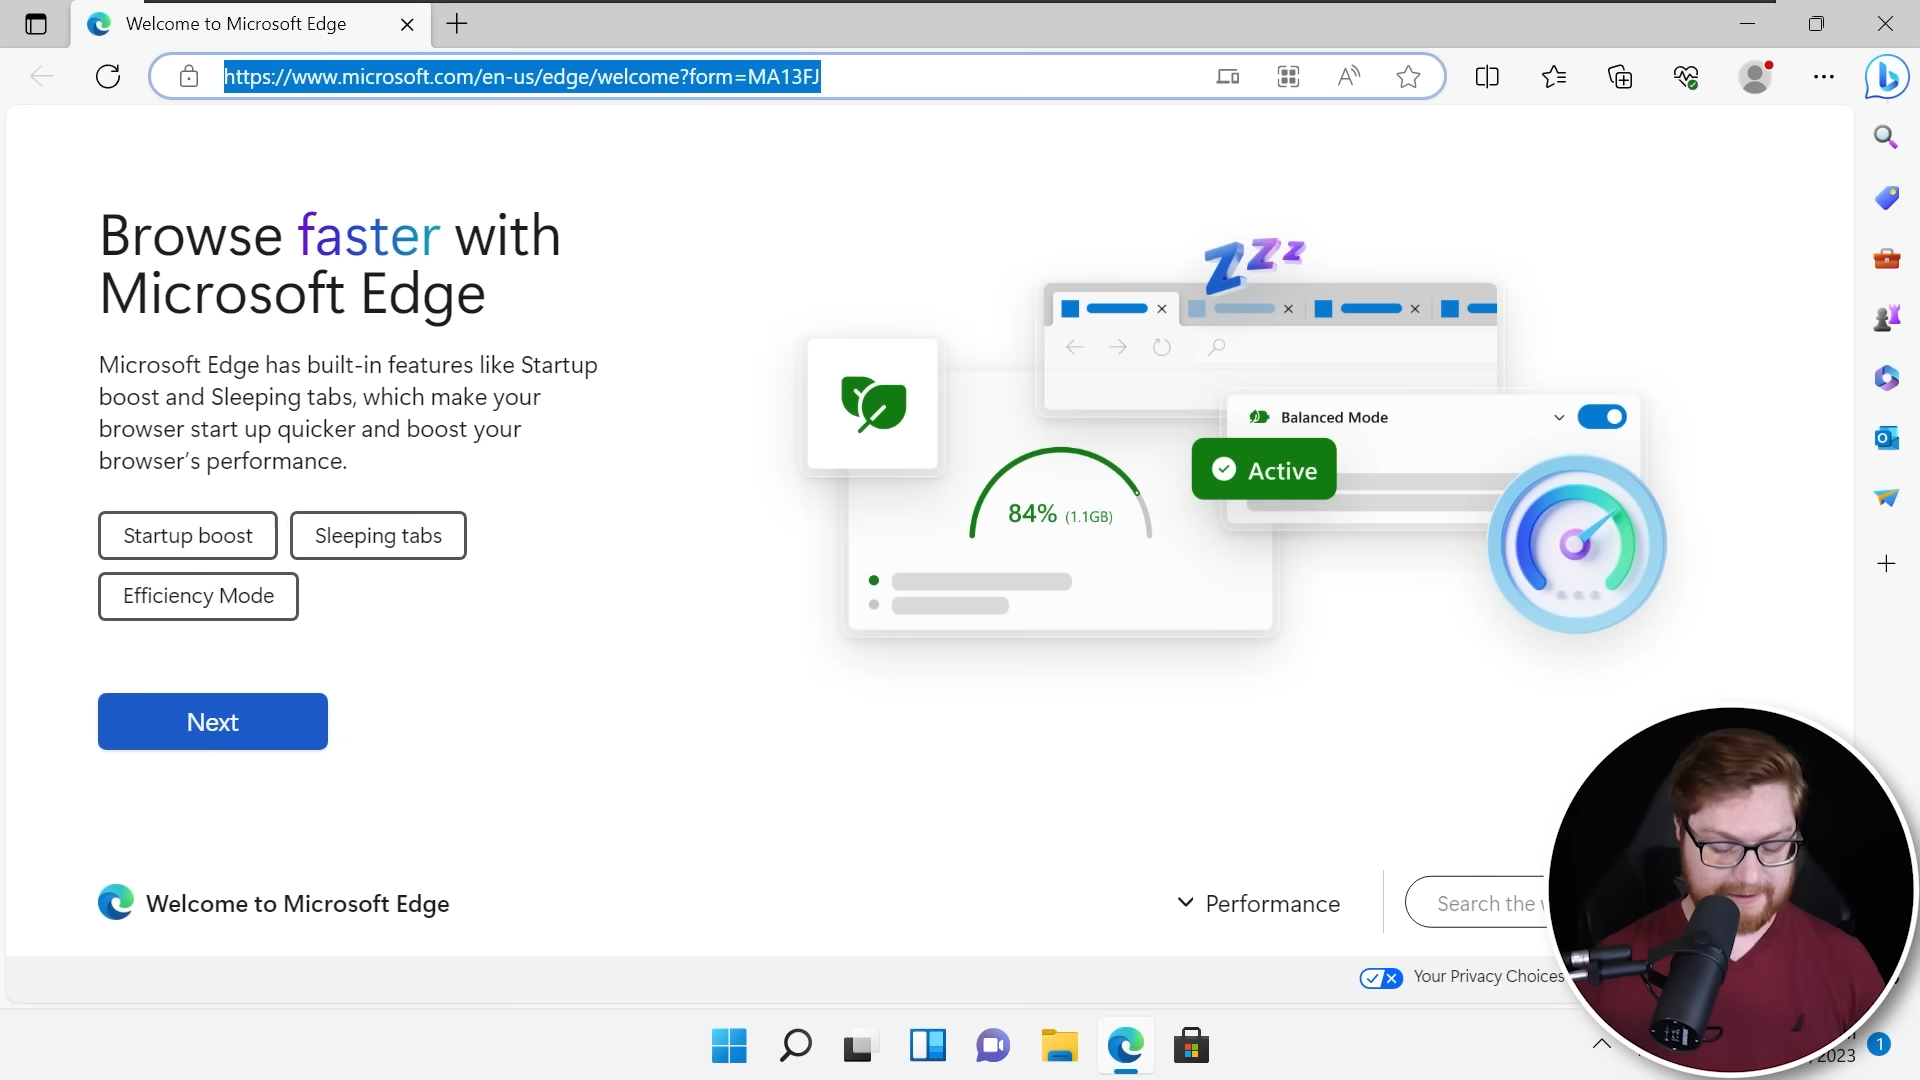 Welcome to Microsoft Edge
https://www.microsoft.com/en-us/edge/welcome?form=MA13FJ
Browse faster with
Microsoft Edge
Microsoft Edge has built-in features like Startup
boost and Sleeping tabs, which make your
browser start up quicker and boost your
browser’s performance.
Startup boost
Sleeping tabs
Efficiency Mode
Next
zzz
Balanced Mode
Active
84% (1.1GB)
Welcome to Microsoft Edge
Performance
Search the
Your Privacy Choices
2023
1